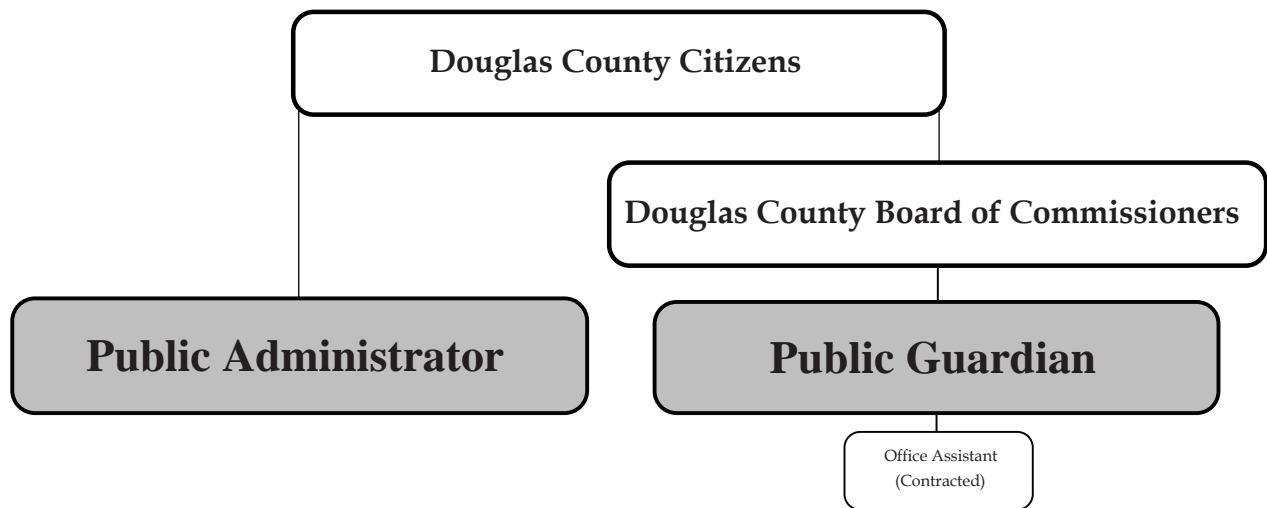 Douglas County Citizens
Douglas County Board of Commissioners
Public Administrator
Public Guardian
Office Assistant
(Contracted)